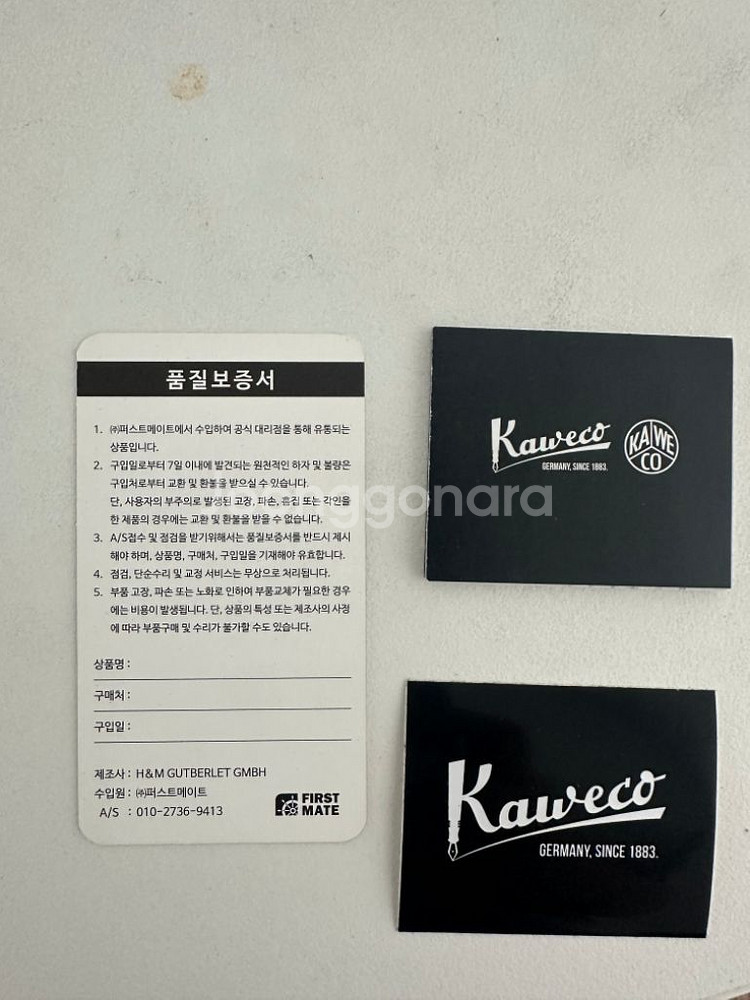 품질보증서
1. ㈜퍼스트메이트에서 수입하여 공식 대리점을 통해 유통되는
상품입니다.
2. 구입일로부터 7일 이내에 발견되는 원천적인 하자 및 불량은
구입처로부터 교환 및 환불을 받으실 수 있습니다.
단, 사용자의 부주의로 발생된 고장, 파손, 흠집 또는 각인을
한 제품의 경우에는 교환 및 환불을 받을 수 없습니다.
3. A/S접수 및 점검을 받기위해서는 품질보증서를 반드시 제시
해야 하며, 상품명, 구매처, 구입일을 기재해야 유효합니다.
4. 점검, 단순수리 및 교정 서비스는 무상으로 처리됩니다.
5. 부품 고장, 파손 또는 노화로 인하여 부품교체가 필요한 경우
에는 비용이 발생됩니다. 단, 상품의 특성 또는 제조사의 사정
에 따라 부품구매 및 수리가 불가할 수도 있습니다.
상품명 :
구매처 :
구입일 :
제조사 : H&M GUTBERLET GMBH
수입원 : ㈜퍼스트메이트
A/S : 010-2736-9413
FIRST
MATE
Kaweco
GERMANY, SINCE 1883.
KA WE
CO
Kaweco
GERMANY, SINCE 1883.